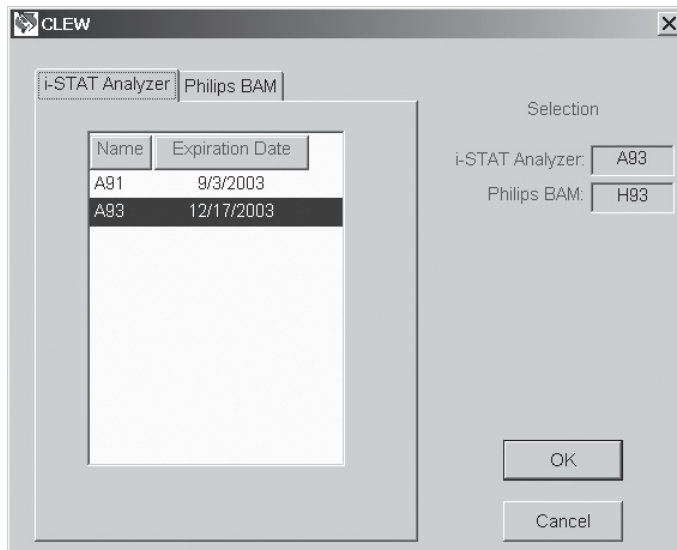 CLEW
i-STAT Analyzer Philips BAM
Selection
Name Expiration Date
i-STAT Analyzer: A93
A91 9/3/2003
Philips BAM: H93
A93 12/17/2003
OK
Cancel